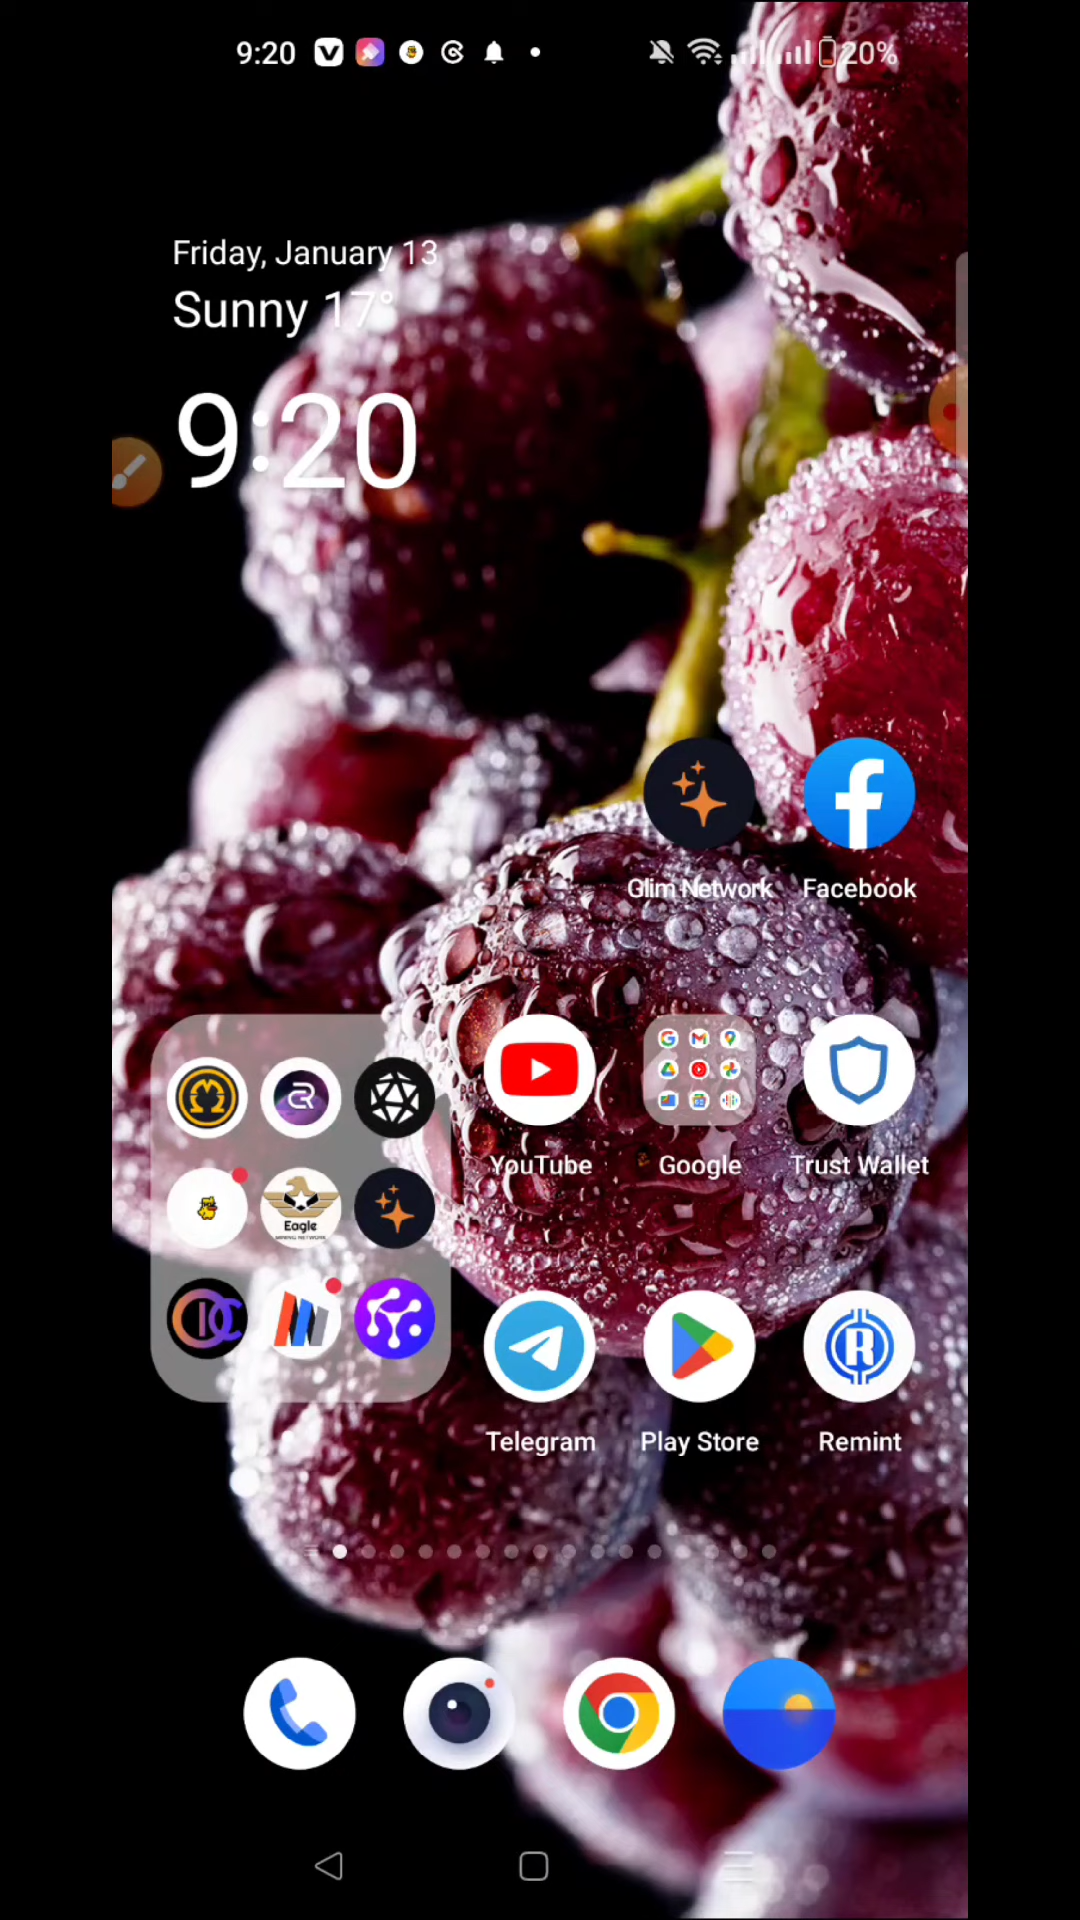 9:20 20%
Friday, January 13
Sunny 17°
9:20
Glim Network Facebook
YouTube Google Trust Wallet
Eagle
Telegram Play Store Remint